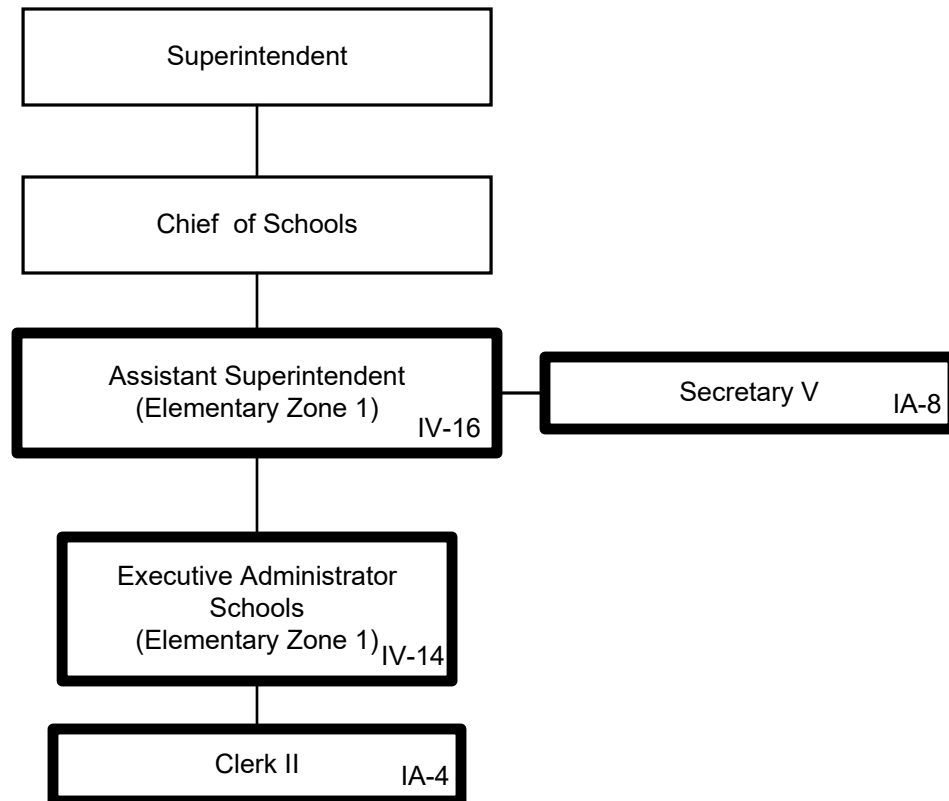 Superintendent
Chief of Schools
Assistant Superintendent
(Elementary Zone 1)
IV-16
Secretary V
IA-8
Executive Administrator
Schools
(Elementary Zone 1)
IV-14
Clerk II
IA-4